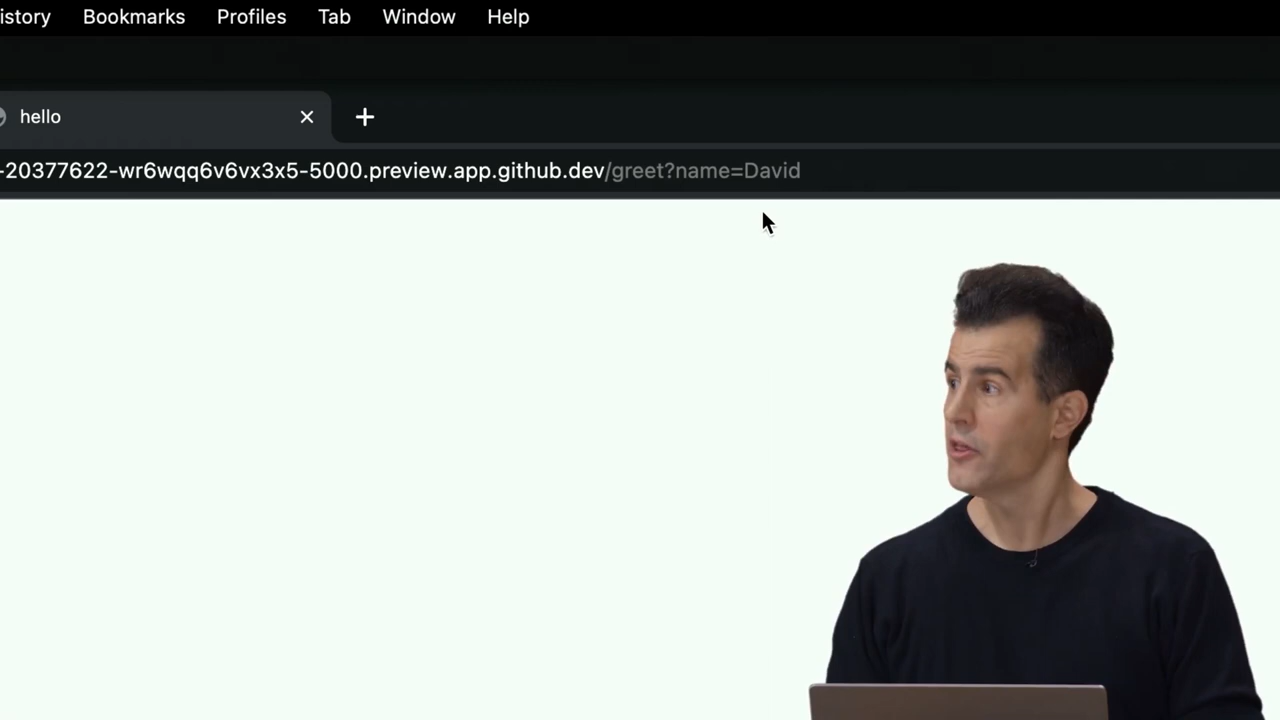 istory Bookmarks Profiles Tab Window Help
hello
-20377622-wr6wqq6v6vx3x5-5000.preview.app.github.dev/greet?name=David